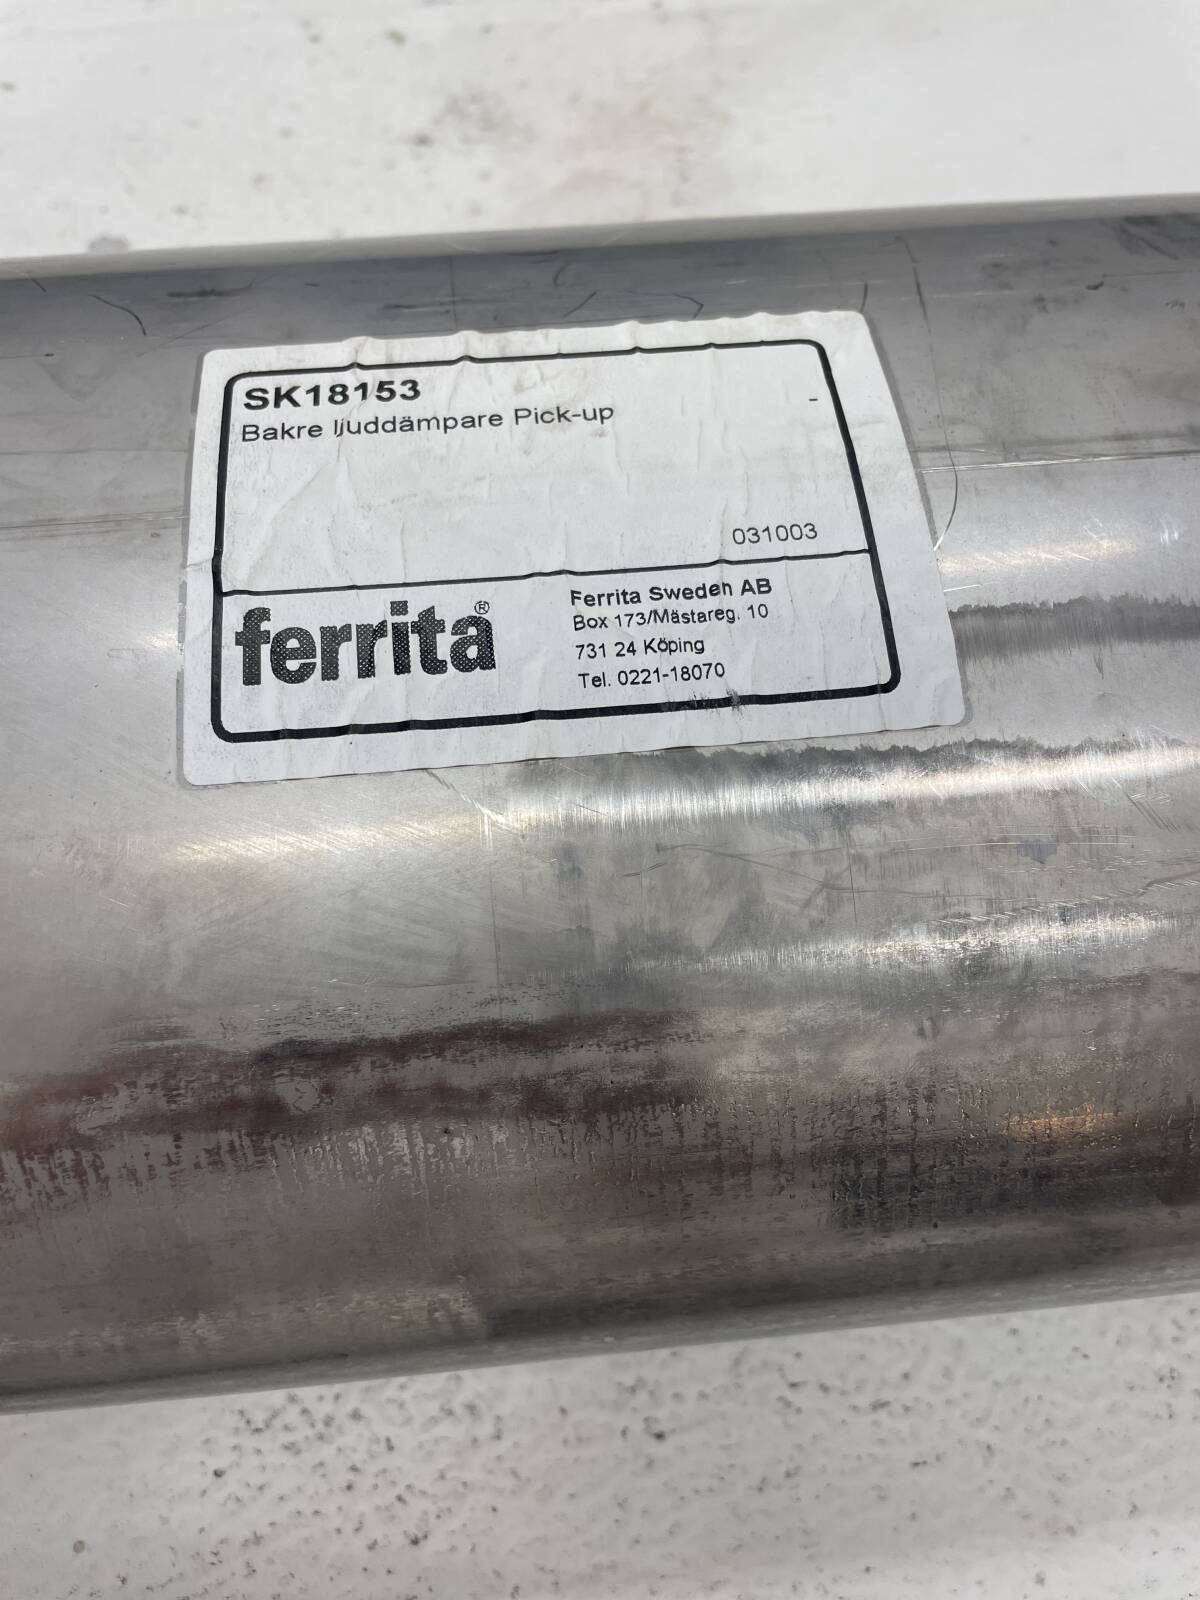 SK18153
Bakre ljuddämpare Pick-up
-
031003
ferrita®
Ferrita Sweden AB
Box 173/Mästareg. 10
731 24 Köping
Tel. 0221-18070